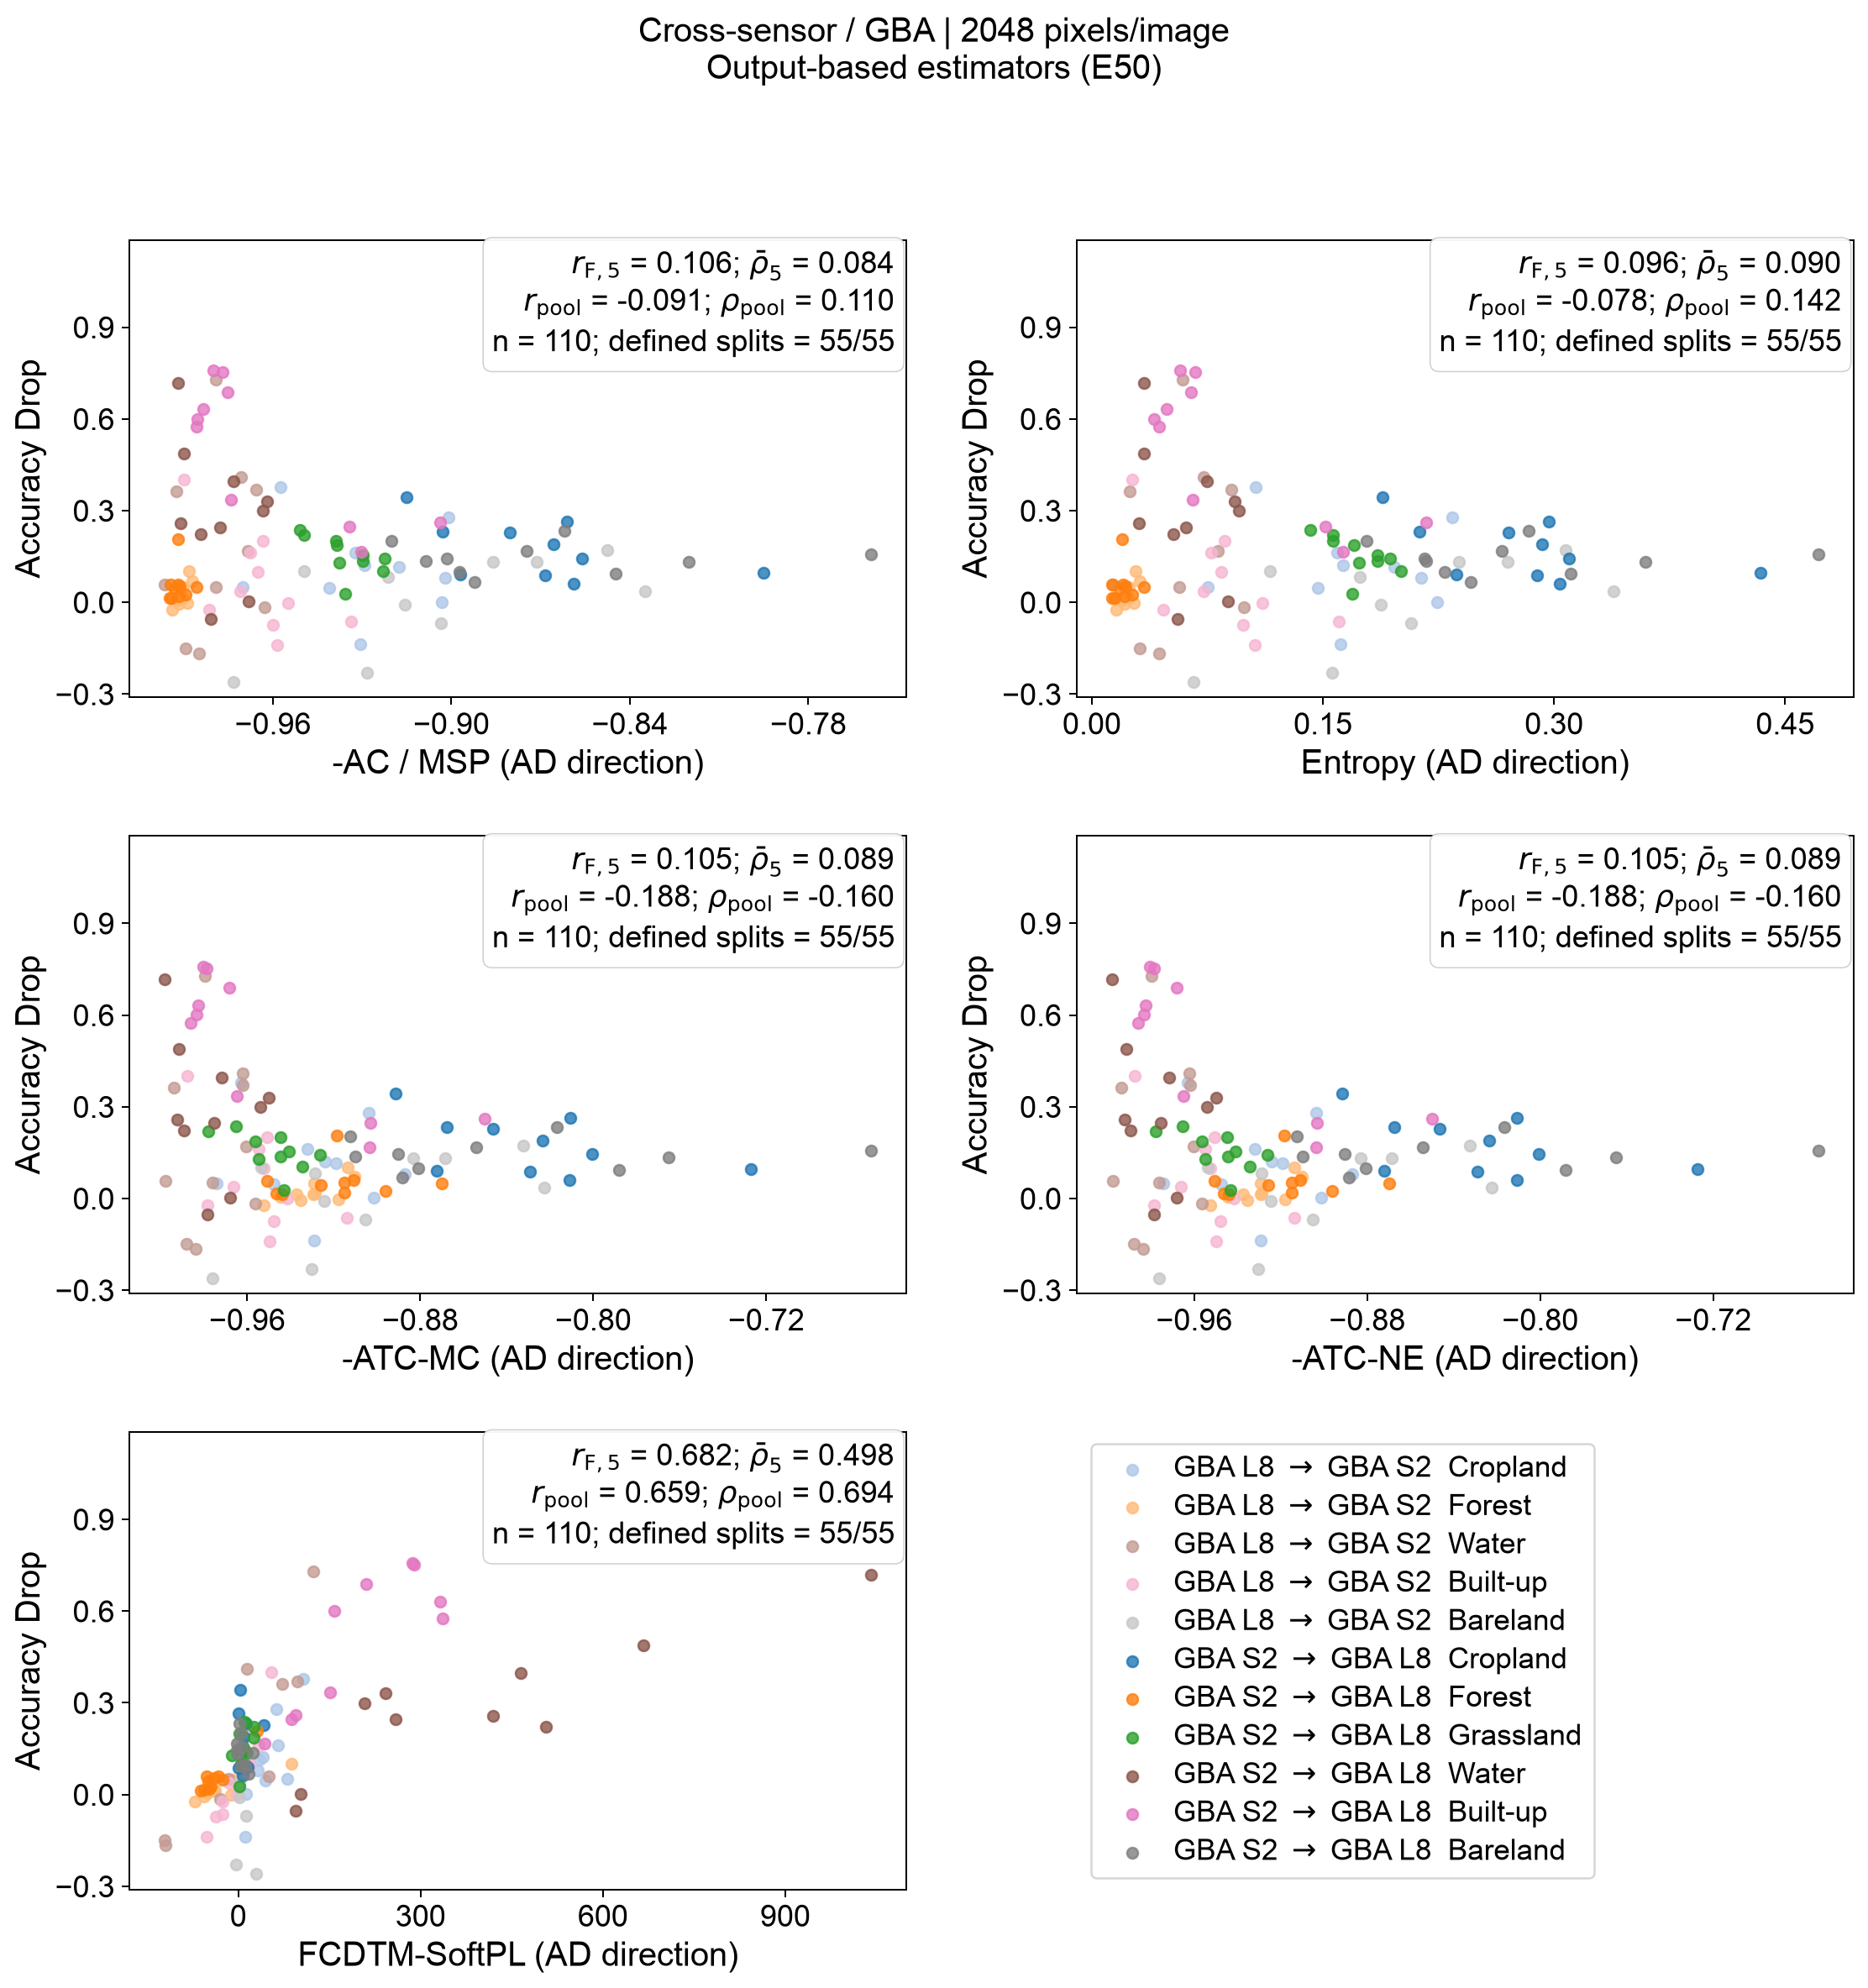 Cross-sensor / GBA | 2048 pixels/image
Output-based estimators (E50)
r_F,5 = 0.106; ρ̄_5 = 0.084
r_pool = -0.091; ρ_pool = 0.110
n = 110; defined splits = 55/55
Accuracy Drop
0.9
0.6
0.3
0.0
−0.3
−0.96 −0.90 −0.84 −0.78
-AC / MSP (AD direction)
r_F,5 = 0.096; ρ̄_5 = 0.090
r_pool = -0.078; ρ_pool = 0.142
n = 110; defined splits = 55/55
Accuracy Drop
0.9
0.6
0.3
0.0
−0.3
0.00 0.15 0.30 0.45
Entropy (AD direction)
r_F,5 = 0.105; ρ̄_5 = 0.089
r_pool = -0.188; ρ_pool = -0.160
n = 110; defined splits = 55/55
Accuracy Drop
0.9
0.6
0.3
0.0
−0.3
−0.96 −0.88 −0.80 −0.72
-ATC-MC (AD direction)
r_F,5 = 0.105; ρ̄_5 = 0.089
r_pool = -0.188; ρ_pool = -0.160
n = 110; defined splits = 55/55
Accuracy Drop
0.9
0.6
0.3
0.0
−0.3
−0.96 −0.88 −0.80 −0.72
-ATC-NE (AD direction)
r_F,5 = 0.682; ρ̄_5 = 0.498
r_pool = 0.659; ρ_pool = 0.694
n = 110; defined splits = 55/55
Accuracy Drop
0.9
0.6
0.3
0.0
−0.3
0 300 600 900
FCDTM-SoftPL (AD direction)
GBA L8 → GBA S2 Cropland
GBA L8 → GBA S2 Forest
GBA L8 → GBA S2 Water
GBA L8 → GBA S2 Built-up
GBA L8 → GBA S2 Bareland
GBA S2 → GBA L8 Cropland
GBA S2 → GBA L8 Forest
GBA S2 → GBA L8 Grassland
GBA S2 → GBA L8 Water
GBA S2 → GBA L8 Built-up
GBA S2 → GBA L8 Bareland